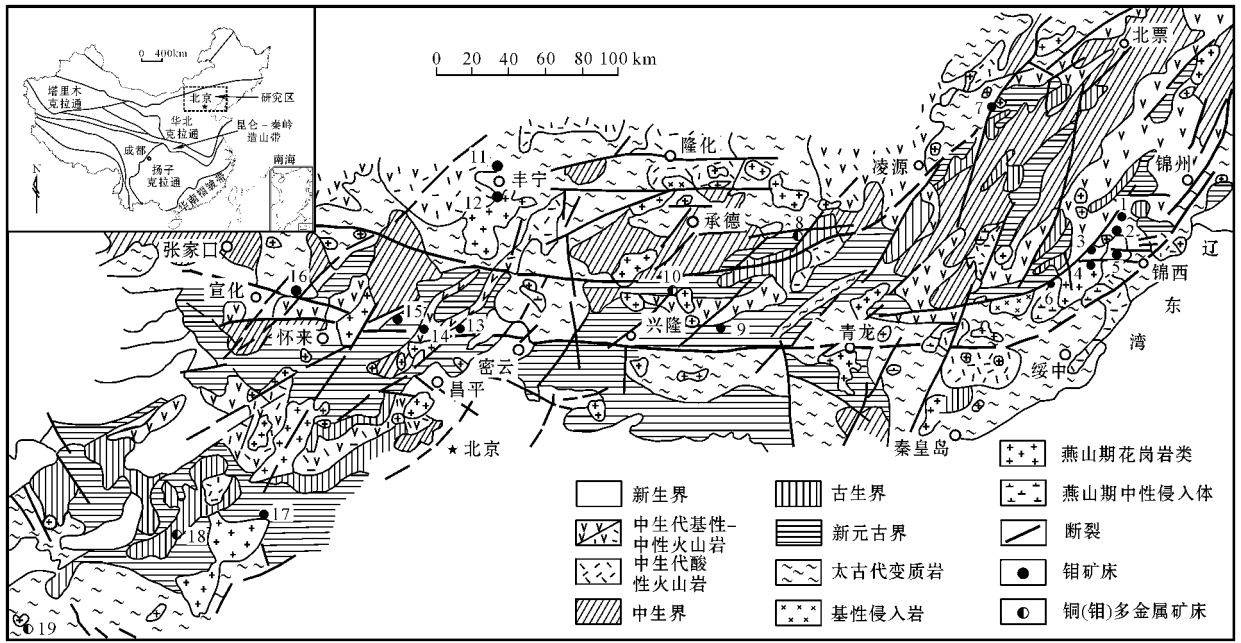 0 400km
塔里木
克拉通
北京
研究区
华北
克拉通
昆仑-秦岭
造山带
成都
扬子
克拉通
华南褶皱带
南海
N
0 20 40 60 80 100 km
北票
7
隆化
凌源
11
丰宁
12
锦州
承德
8
1
2
3
辽
张家口
锦西
4
5
16
10
6
东
宣化
15
兴隆
9
13
14
怀来
青龙
湾
密云
绥中
昌平
北京
秦皇岛
17
18
19
新生界
中生代基性-
中性火山岩
中生代酸
性火山岩
中生界
古生界
新元古界
太古代变质岩
基性侵入岩
燕山期花岗岩类
燕山期中性侵入体
断裂
钼矿床
铜(钼)多金属矿床